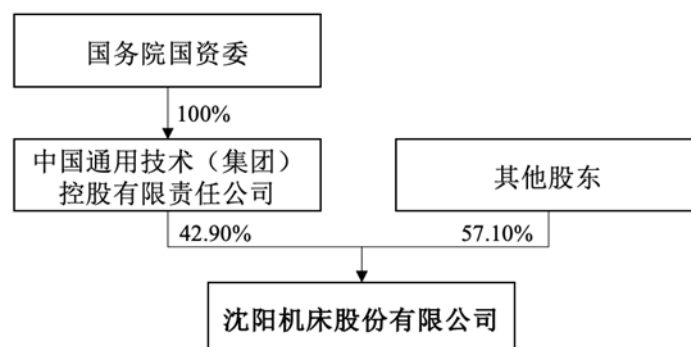 国务院国资委
100%
中国通用技术（集团）
控股有限责任公司
其他股东
42.90%
57.10%
沈阳机床股份有限公司